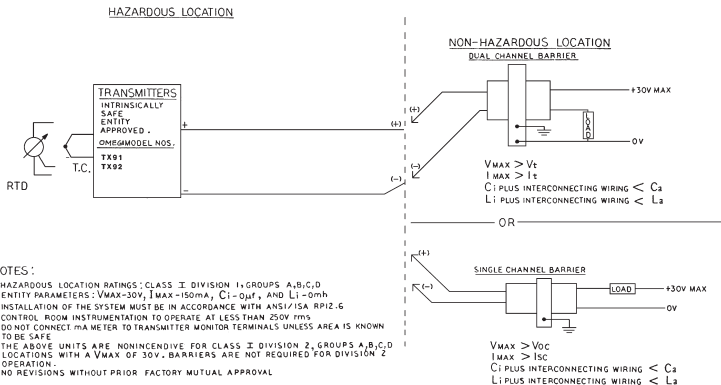 HAZARDOUS LOCATION
NON-HAZARDOUS LOCATION
DUAL CHANNEL BARRIER
TRANSMITTERS
INTRINSICALLY
SAFE
ENTITY
APPROVED.
OMEGA MODEL NOS.
TX91
TX92
RTD
T.C.
+
-
(+)
(-)
(+)
(-)
+30V MAX
LOAD
0V
VMAX > Vt
IMAX > It
Ci PLUS INTERCONNECTING WIRING < Ca
Li PLUS INTERCONNECTING WIRING < La
OR
(+)
(-)
SINGLE CHANNEL BARRIER
LOAD
+30V MAX
0V
VMAX > VOC
IMAX > ISC
Ci PLUS INTERCONNECTING WIRING < Ca
Li PLUS INTERCONNECTING WIRING < La
OTES:
HAZARDOUS LOCATION RATINGS: CLASS I DIVISION 1, GROUPS A,B,C,D
ENTITY PARAMETERS: VMAX-30V, IMAX-150mA, Ci-0µf, AND Li-0mh
INSTALLATION OF THE SYSTEM MUST BE IN ACCORDANCE WITH ANSI/ISA RP12.6
CONTROL ROOM INSTRUMENTATION TO OPERATE AT LESS THAN 250V rms
DO NOT CONNECT mA METER TO TRANSMITTER MONITOR TERMINALS UNLESS AREA IS KNOWN
TO BE SAFE
THE ABOVE UNITS ARE NONINCENDIVE FOR CLASS I DIVISION 2, GROUPS A,B,C,D
LOCATIONS WITH A VMAX OF 30V. BARRIERS ARE NOT REQUIRED FOR DIVISION 2
OPERATION.
NO REVISIONS WITHOUT PRIOR FACTORY MUTUAL APPROVAL